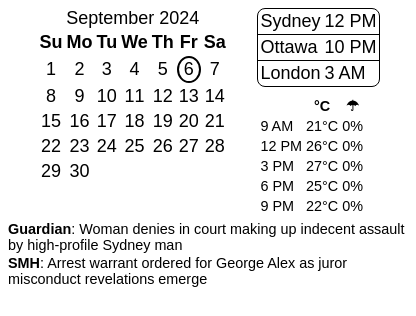 September 2024
Su Mo Tu We Th Fr Sa
1 2 3 4 5 6 7
8 9 10 11 12 13 14
15 16 17 18 19 20 21
22 23 24 25 26 27 28
29 30
Sydney 12 PM
Ottawa 10 PM
London 3 AM
°C ☂
9 AM 21°C 0%
12 PM 26°C 0%
3 PM 27°C 0%
6 PM 25°C 0%
9 PM 22°C 0%
Guardian: Woman denies in court making up indecent assault
by high-profile Sydney man
SMH: Arrest warrant ordered for George Alex as juror
misconduct revelations emerge